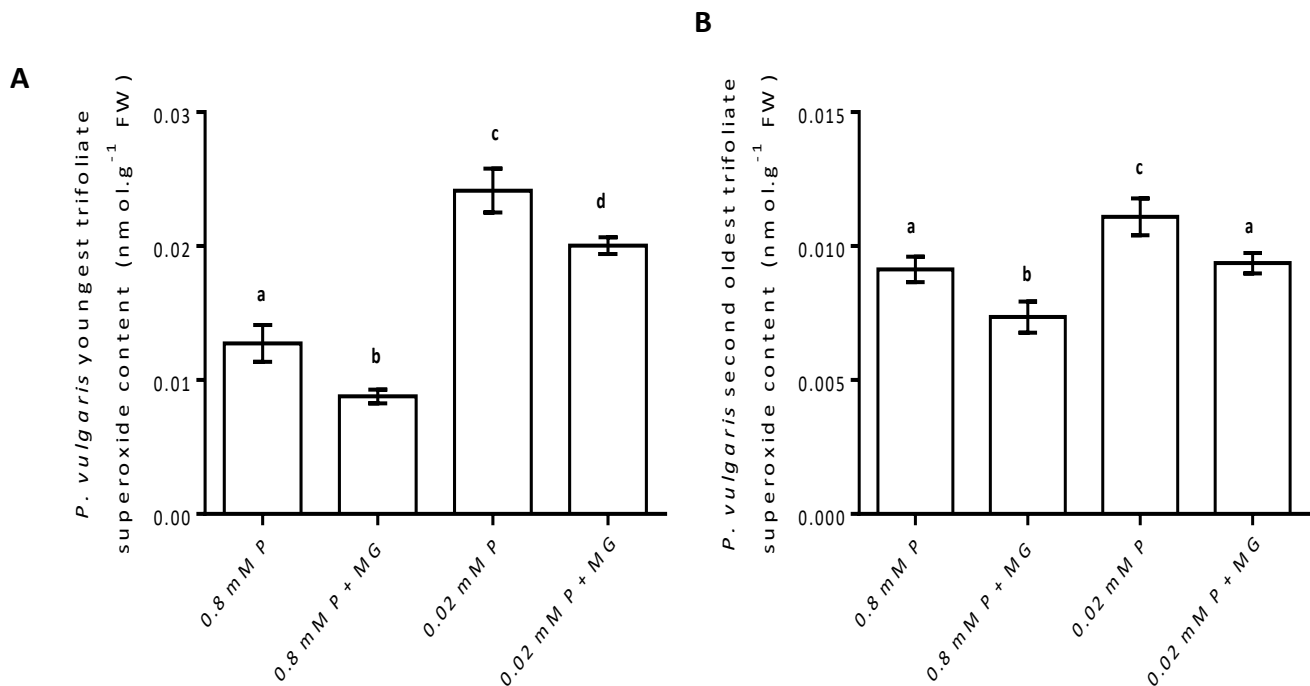 A
P. vulgaris youngest trifoliate
superoxide content (nmol.g⁻¹ FW)
0.03
0.02
0.01
0.00
a
b
c
d
0.8 mM P
0.8 mM P + MG
0.02 mM P
0.02 mM P + MG
B
P. vulgaris second oldest trifoliate
superoxide content (nmol.g⁻¹ FW)
0.015
0.010
0.005
0.000
a
b
c
a
0.8 mM P
0.8 mM P + MG
0.02 mM P
0.02 mM P + MG